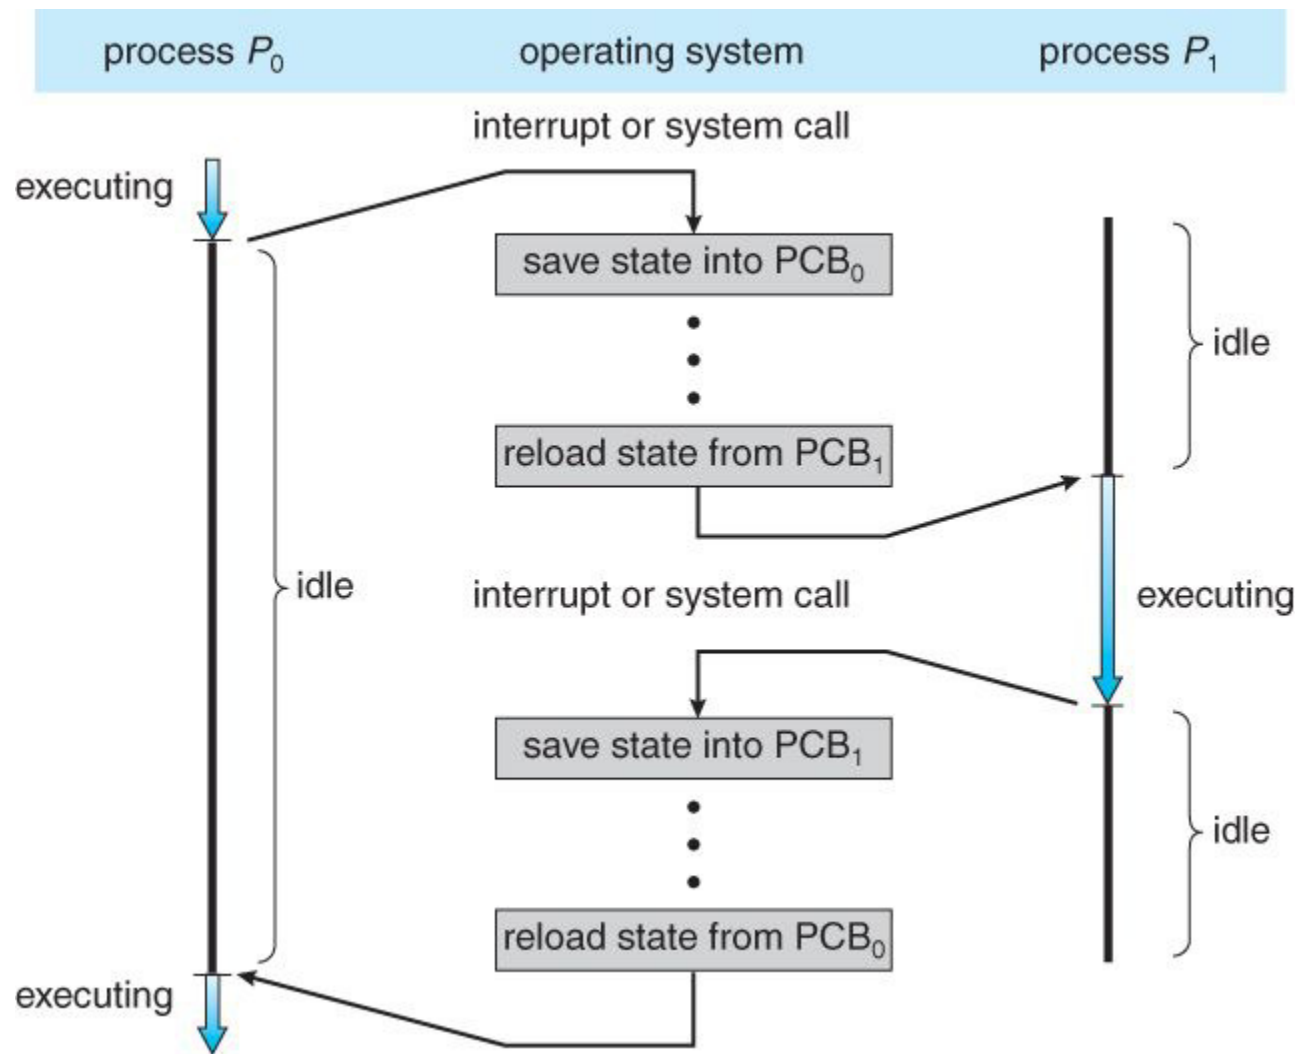 process P₀
operating system
process P₁
interrupt or system call
executing
save state into PCB₀
idle
reload state from PCB₁
idle
interrupt or system call
executing
save state into PCB₁
idle
reload state from PCB₀
executing